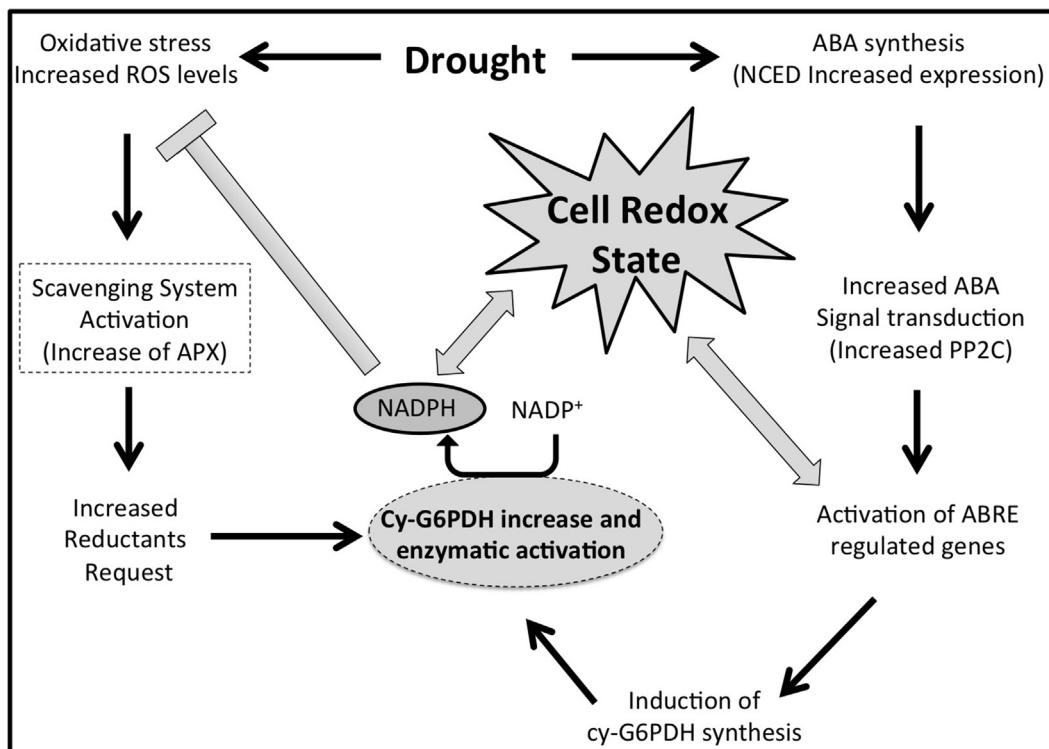 Oxidative stress
Increased ROS levels
Drought
ABA synthesis
(NCED Increased expression)
Cell Redox
State
Scavenging System
Activation
(Increase of APX)
Increased ABA
Signal transduction
(Increased PP2C)
NADPH
NADP⁺
Increased
Reductants
Request
Cy-G6PDH increase and
enzymatic activation
Activation of ABRE
regulated genes
Induction of
cy-G6PDH synthesis